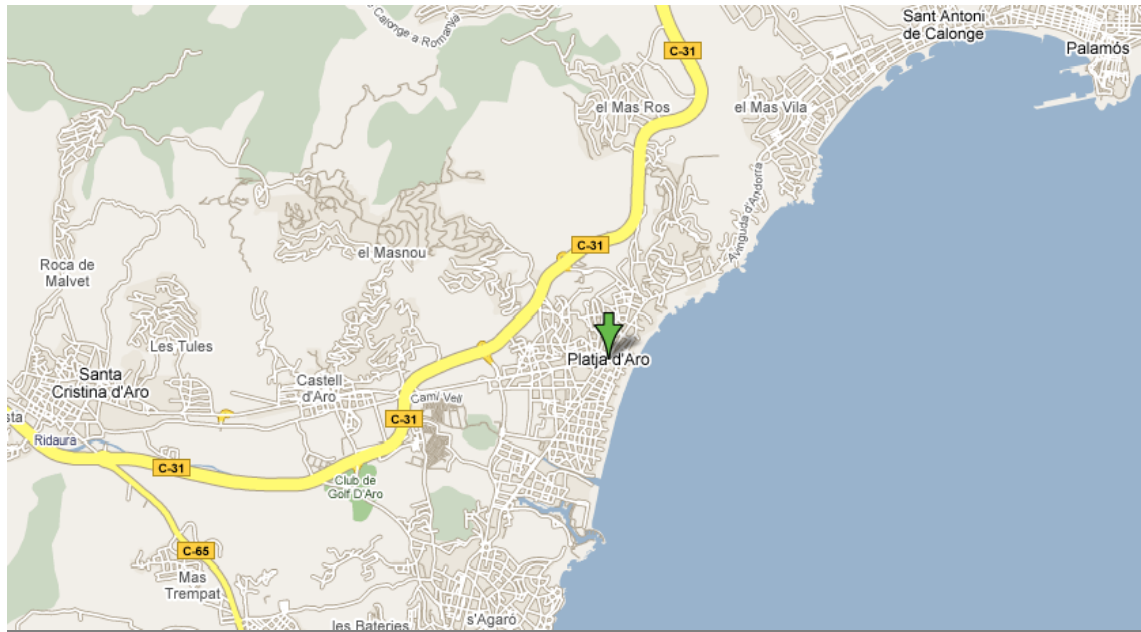 Sant Antoni
de Calonge
Palamós
C-31
de Calonge a Romanya
el Mas Ros
el Mas Vila
Avinguda d'Andorra
C-31
el Masnou
Roca de
Malvet
Les Tules
Platja d'Aro
Santa
Cristina d'Aro
Castell
d'Aro
Camí Vell
C-31
Ridaura
C-31
Club de
Golf D'Aro
C-65
Mas
Trempat
les Bateries
s'Agaró